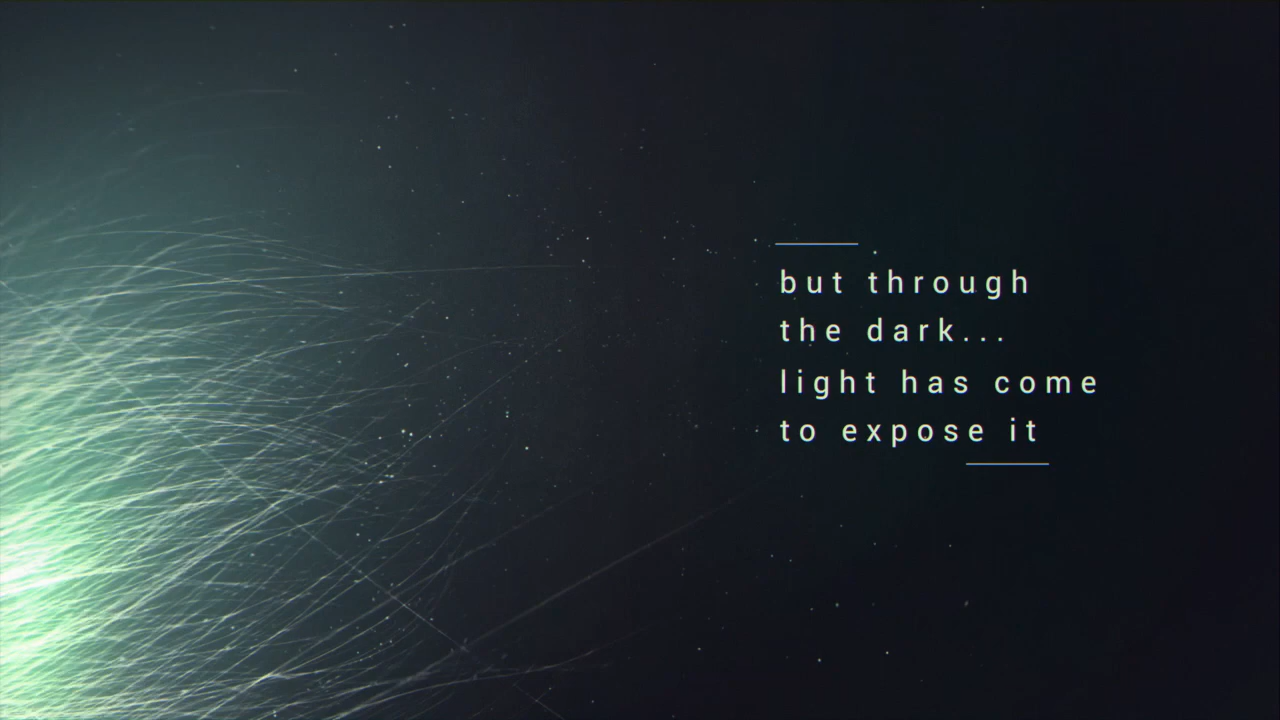 but through
the dark...
light has come
to expose it